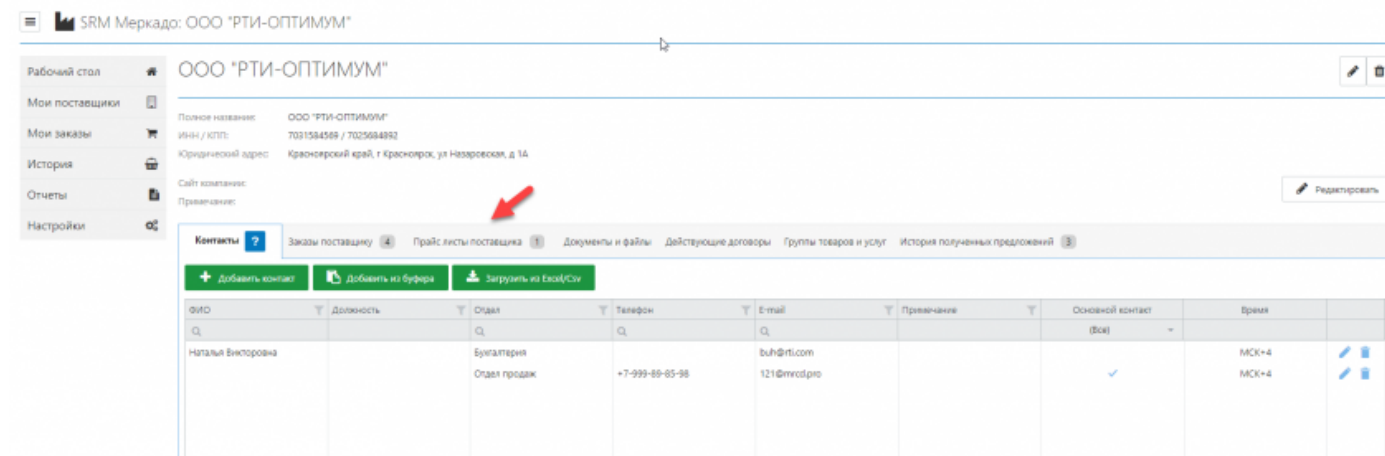 SRM Меркадо: ООО "РТИ-ОПТИМУМ"
Рабочий стол
Мои поставщики
Мои заказы
История
Отчеты
Настройки
ООО "РТИ-ОПТИМУМ"
Полное название: ООО "РТИ-ОПТИМУМ"
ИНН / КПП: 7031584569 / 7025684892
Юридический адрес: Красноярский край, г Красноярск, ул Назаровская, д 1А
Сайт компании:
Примечание:
Редактировать
Контакты ? Заказы поставщику 4 Прайс листы поставщика 1 Документы и файлы Действующие договоры Группы товаров и услуг История полученных предложений 3
Добавить контакт Добавить из буфера Загрузить из Excel/Csv
ФИО Должность Отдел Телефон E-mail Примечание Основной контакт Время
(Все)
Наталья Викторовна Бухгалтерия buh@rti.com МСК+4
Отдел продаж +7-999-89-85-98 121@mrcd.pro МСК+4